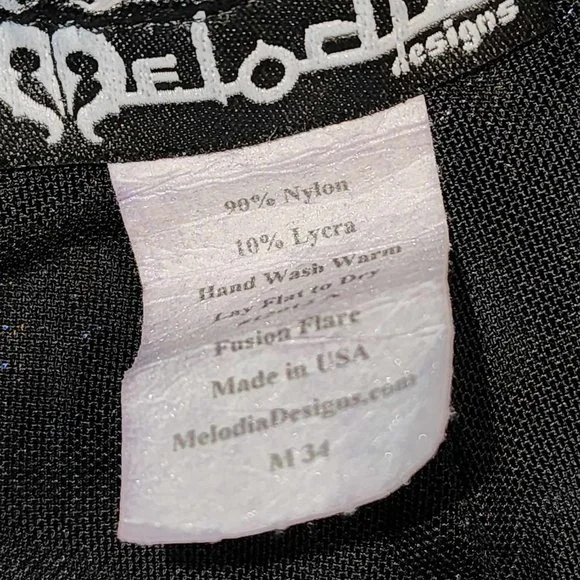 Melodia
designs
90% Nylon
10% Lycra
Hand Wash Warm
Lay Flat to Dry
Fusion Flare
Made in USA
MelodiaDesigns.com
M 34